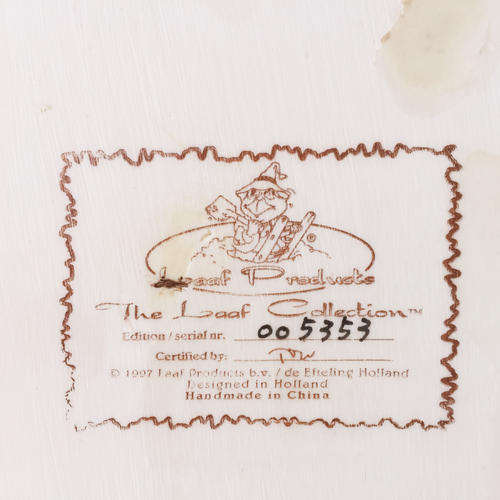 Laaf Products
The Laaf Collection™
Edition / serial nr. 005353
Certified by:
© 1997 Laaf Products b.v. / de Efteling Holland
Designed in Holland
Handmade in China